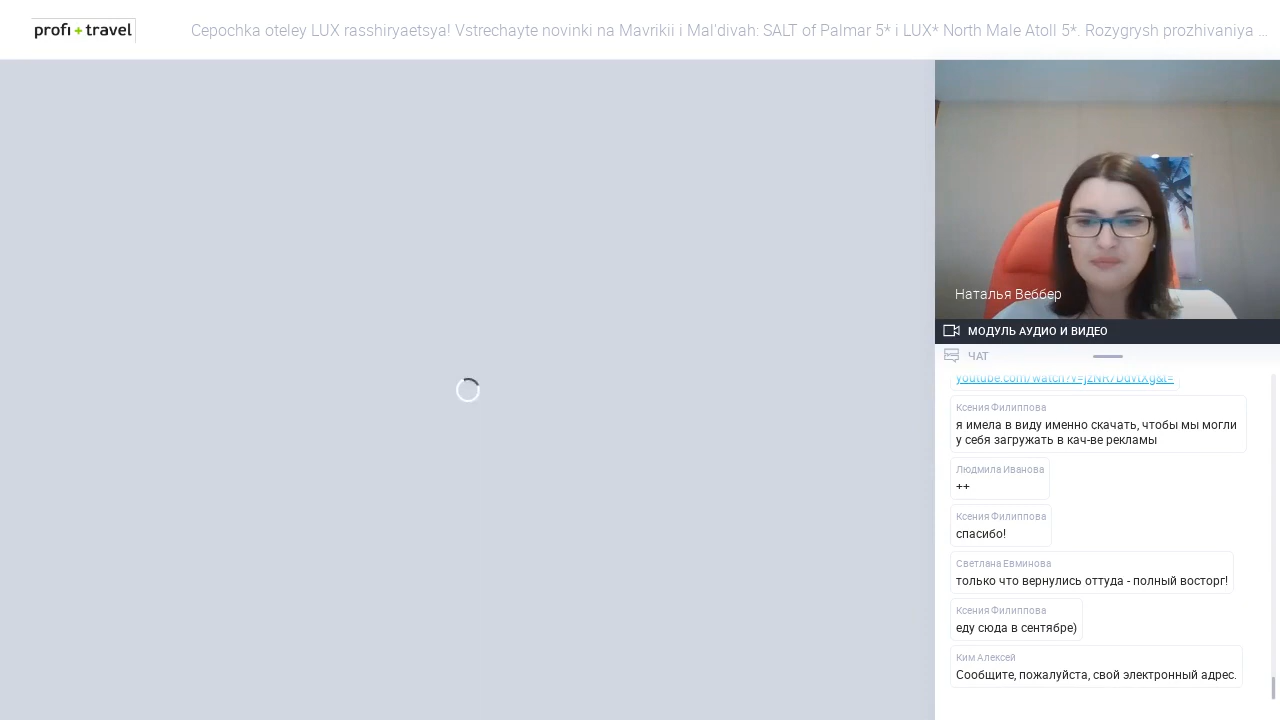 profi + travel
Cepochka oteley LUX rasshiryaetsya! Vstrechayte novinki na Mavrikii i Mal'divah: SALT of Palmar 5* i LUX* North Male Atoll 5*. Rozygrysh prozhivaniya ...
Наталья Веббер
МОДУЛЬ АУДИО И ВИДЕО
ЧАТ
Ксения Филиппова
я имела в виду именно скачать, чтобы мы могли
у себя загружать в кач-ве рекламы
Людмила Иванова
++
Ксения Филиппова
спасибо!
Светлана Евминова
только что вернулись оттуда - полный восторг!
Ксения Филиппова
еду сюда в сентябре)
Ким Алексей
Сообщите, пожалуйста, свой электронный адрес.